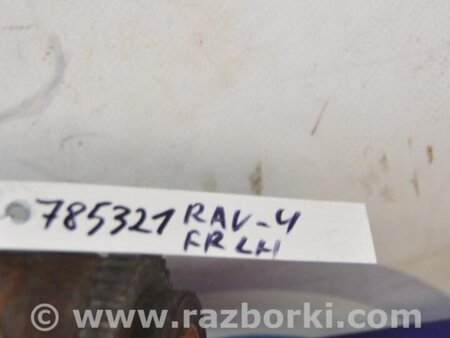 785321 RAV-4
FR LH
www.razborki.com